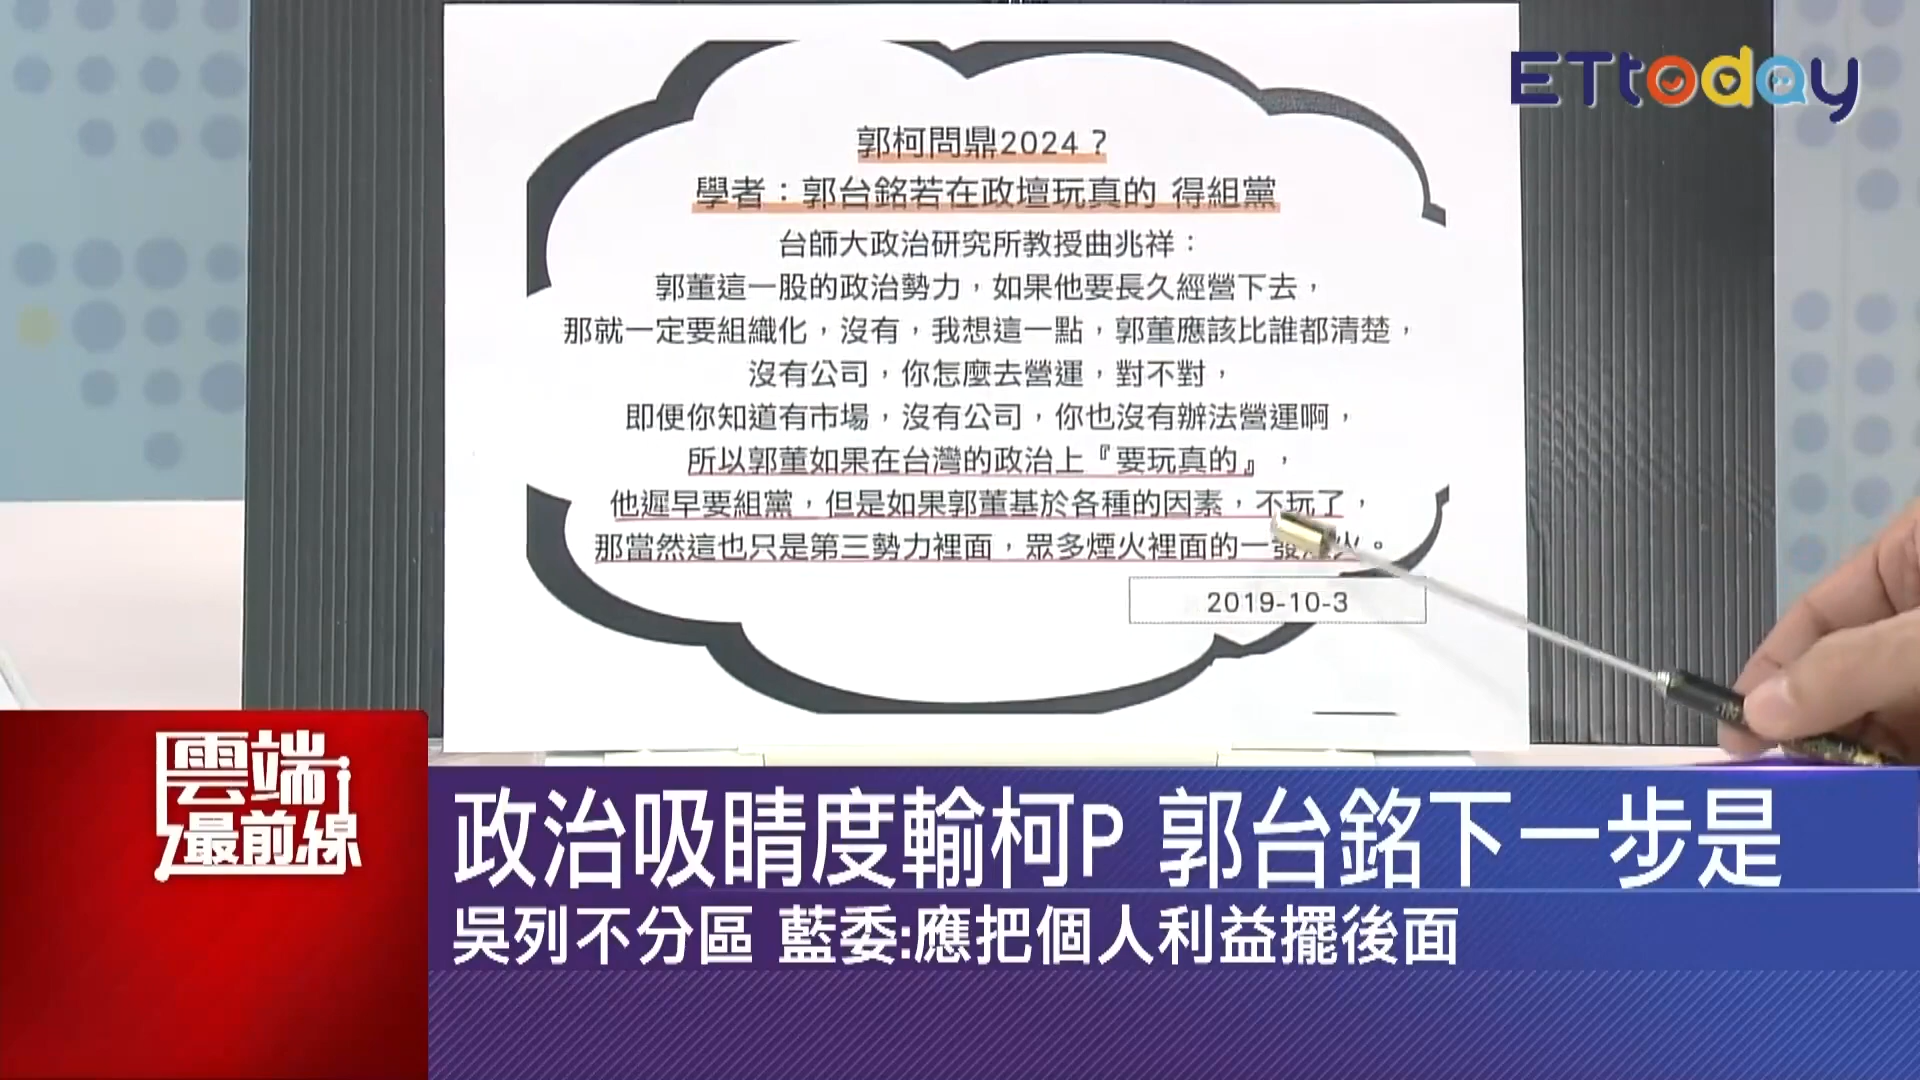 ETtoday
郭柯問鼎2024？
學者：郭台銘若在政壇玩真的 得組黨
台師大政治研究所教授曲兆祥：
郭董這一股的政治勢力，如果他要長久經營下去，
那就一定要組織化，沒有，我想這一點，郭董應該比誰都清楚，
沒有公司，你怎麼去營運，對不對，
即便你知道有市場，沒有公司，你也沒有辦法營運啊，
所以郭董如果在台灣的政治上『要玩真的』，
他遲早要組黨，但是如果郭董基於各種的因素，不玩了，
那當然這也只是第三勢力裡面，眾多煙火裡面的一發煙火。
2019-10-3
雲端
最前線
政治吸睛度輸柯P 郭台銘下一步是
吳列不分區 藍委:應把個人利益擺後面